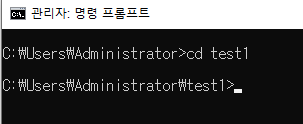 관리자: 명령 프롬프트
C:\Users\Administrator>cd test1
C:\Users\Administrator\test1>